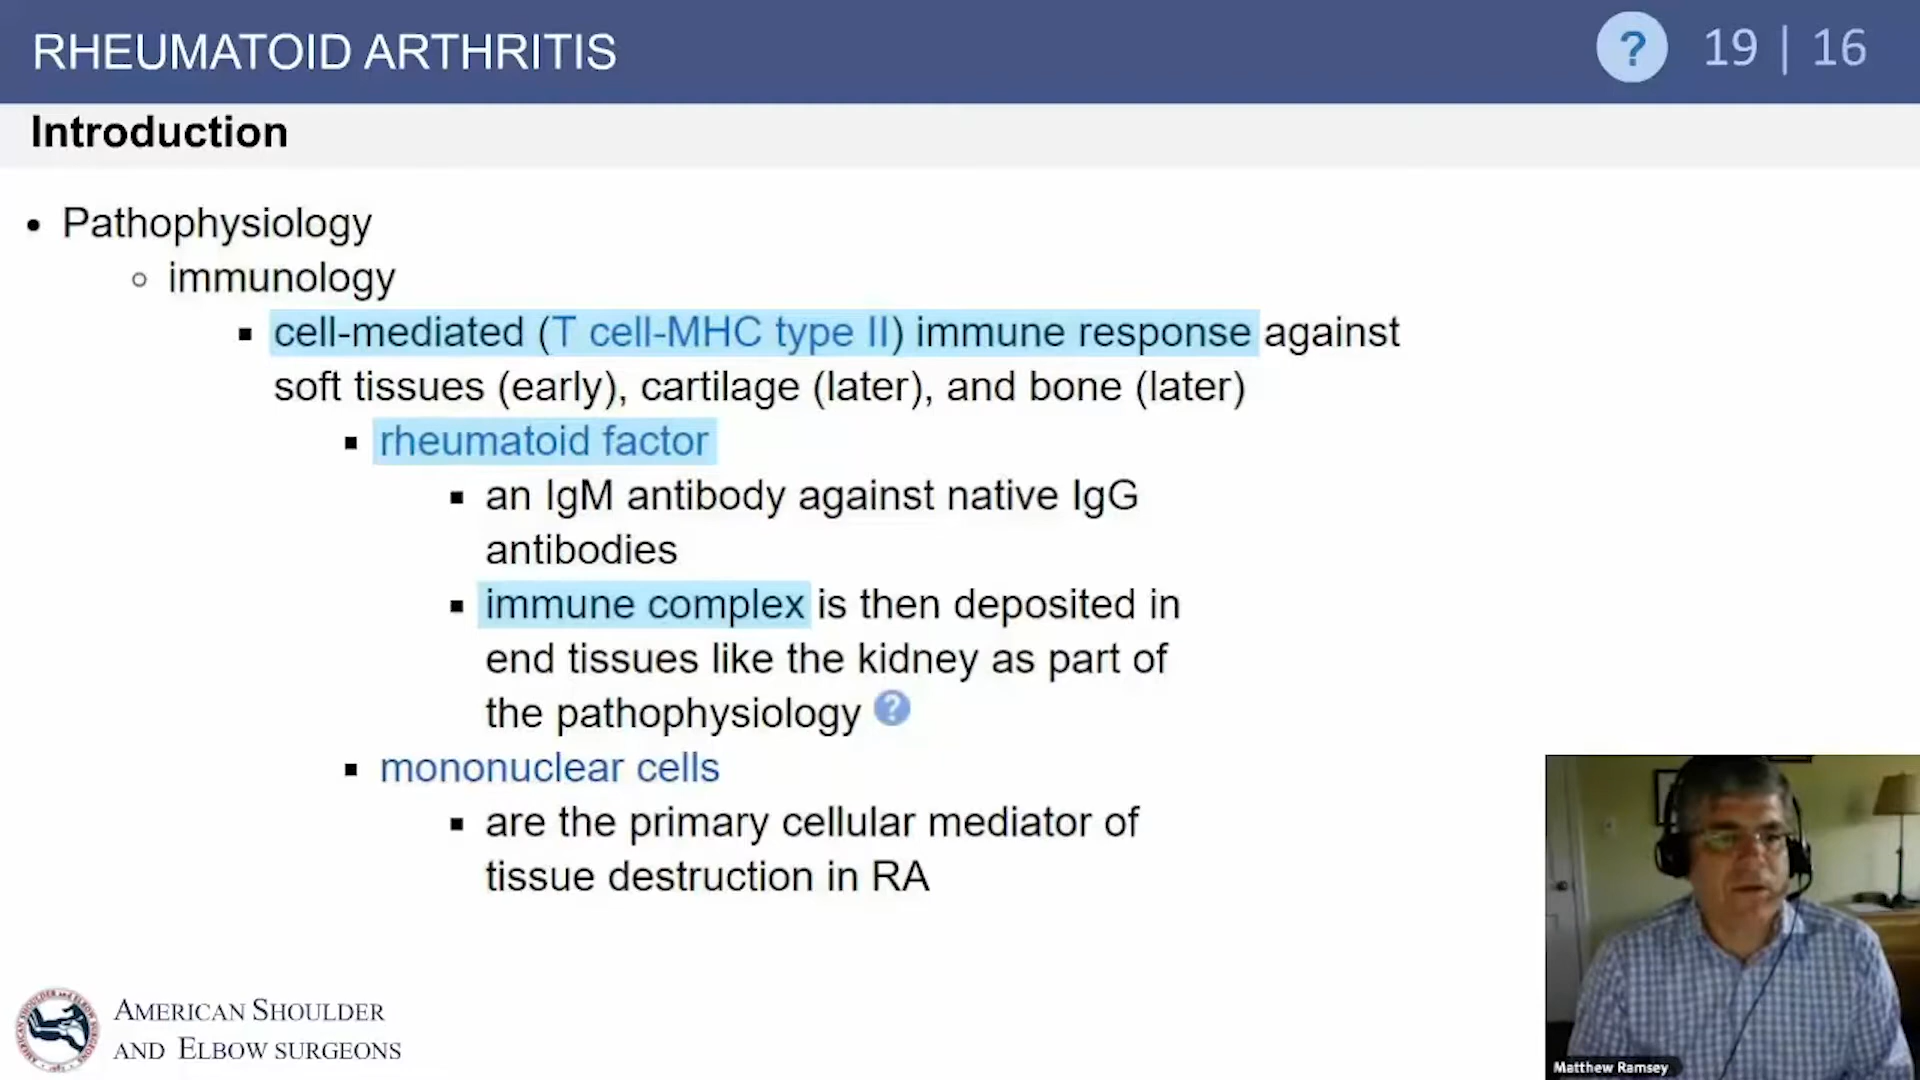 RHEUMATOID ARTHRITIS
? 19 | 16
Introduction
• Pathophysiology
○ immunology
▪ cell-mediated (T cell-MHC type II) immune response against
soft tissues (early), cartilage (later), and bone (later)
▪ rheumatoid factor
▪ an IgM antibody against native IgG
antibodies
▪ immune complex is then deposited in
end tissues like the kidney as part of
the pathophysiology ?
▪ mononuclear cells
▪ are the primary cellular mediator of
tissue destruction in RA
AMERICAN SHOULDER
AND ELBOW SURGEONS
Matthew Ramsey